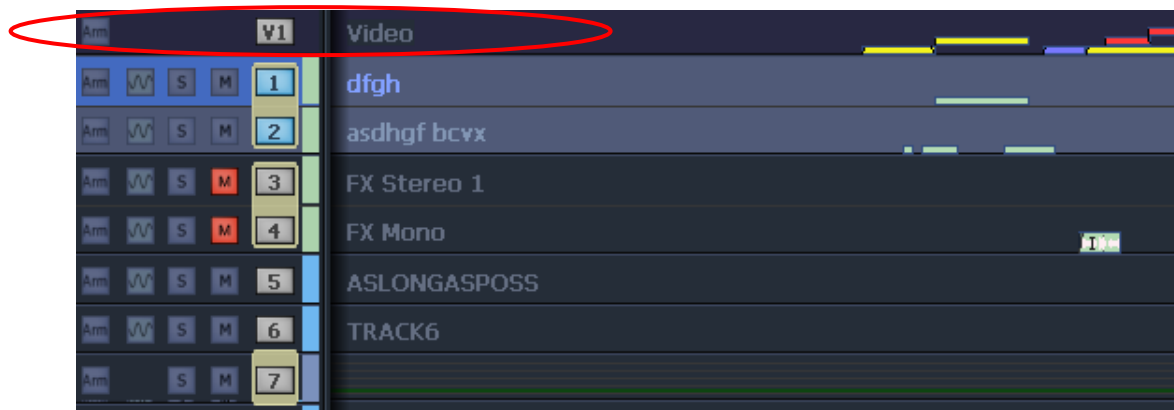 Arm V1 Video
Arm S M 1 dfgh
Arm S M 2 asdhgf bcvx
Arm S M 3 FX Stereo 1
Arm S M 4 FX Mono
Arm S M 5 ASLONGASPOSS
Arm S M 6 TRACK6
Arm S M 7